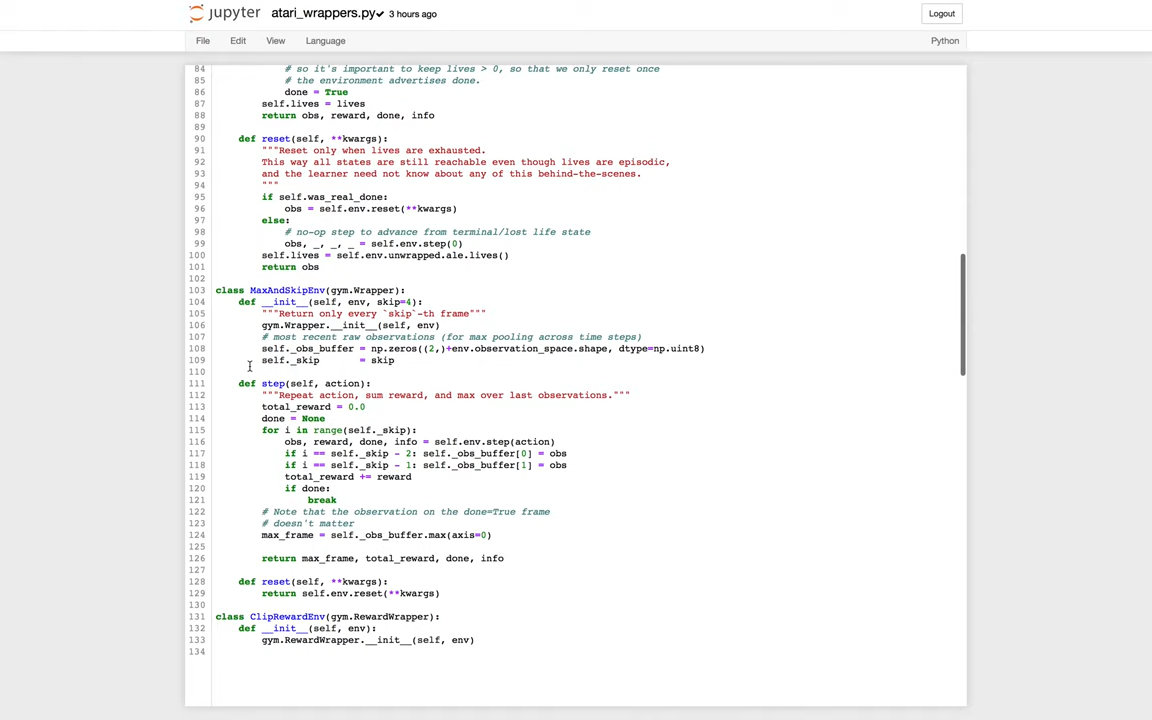 jupyter atari_wrappers.py✔ 3 hours ago Logout
File Edit View Language Python
84 # so it's important to keep lives > 0, so that we only reset once
85 # the environment advertises done.
86 done = True
87 self.lives = lives
88 return obs, reward, done, info
89
90 def reset(self, **kwargs):
91 """Reset only when lives are exhausted.
92 This way all states are still reachable even though lives are episodic,
93 and the learner need not know about any of this behind-the-scenes.
94 """
95 if self.was_real_done:
96 obs = self.env.reset(**kwargs)
97 else:
98 # no-op step to advance from terminal/lost life state
99 obs, _, _, _ = self.env.step(0)
100 self.lives = self.env.unwrapped.ale.lives()
101 return obs
102
103 class MaxAndSkipEnv(gym.Wrapper):
104 def __init__(self, env, skip=4):
105 """Return only every `skip`-th frame"""
106 gym.Wrapper.__init__(self, env)
107 # most recent raw observations (for max pooling across time steps)
108 self._obs_buffer = np.zeros((2,)+env.observation_space.shape, dtype=np.uint8)
109 self._skip = skip
110
111 def step(self, action):
112 """Repeat action, sum reward, and max over last observations."""
113 total_reward = 0.0
114 done = None
115 for i in range(self._skip):
116 obs, reward, done, info = self.env.step(action)
117 if i == self._skip - 2: self._obs_buffer[0] = obs
118 if i == self._skip - 1: self._obs_buffer[1] = obs
119 total_reward += reward
120 if done:
121 break
122 # Note that the observation on the done=True frame
123 # doesn't matter
124 max_frame = self._obs_buffer.max(axis=0)
125
126 return max_frame, total_reward, done, info
127
128 def reset(self, **kwargs):
129 return self.env.reset(**kwargs)
130
131 class ClipRewardEnv(gym.RewardWrapper):
132 def __init__(self, env):
133 gym.RewardWrapper.__init__(self, env)
134